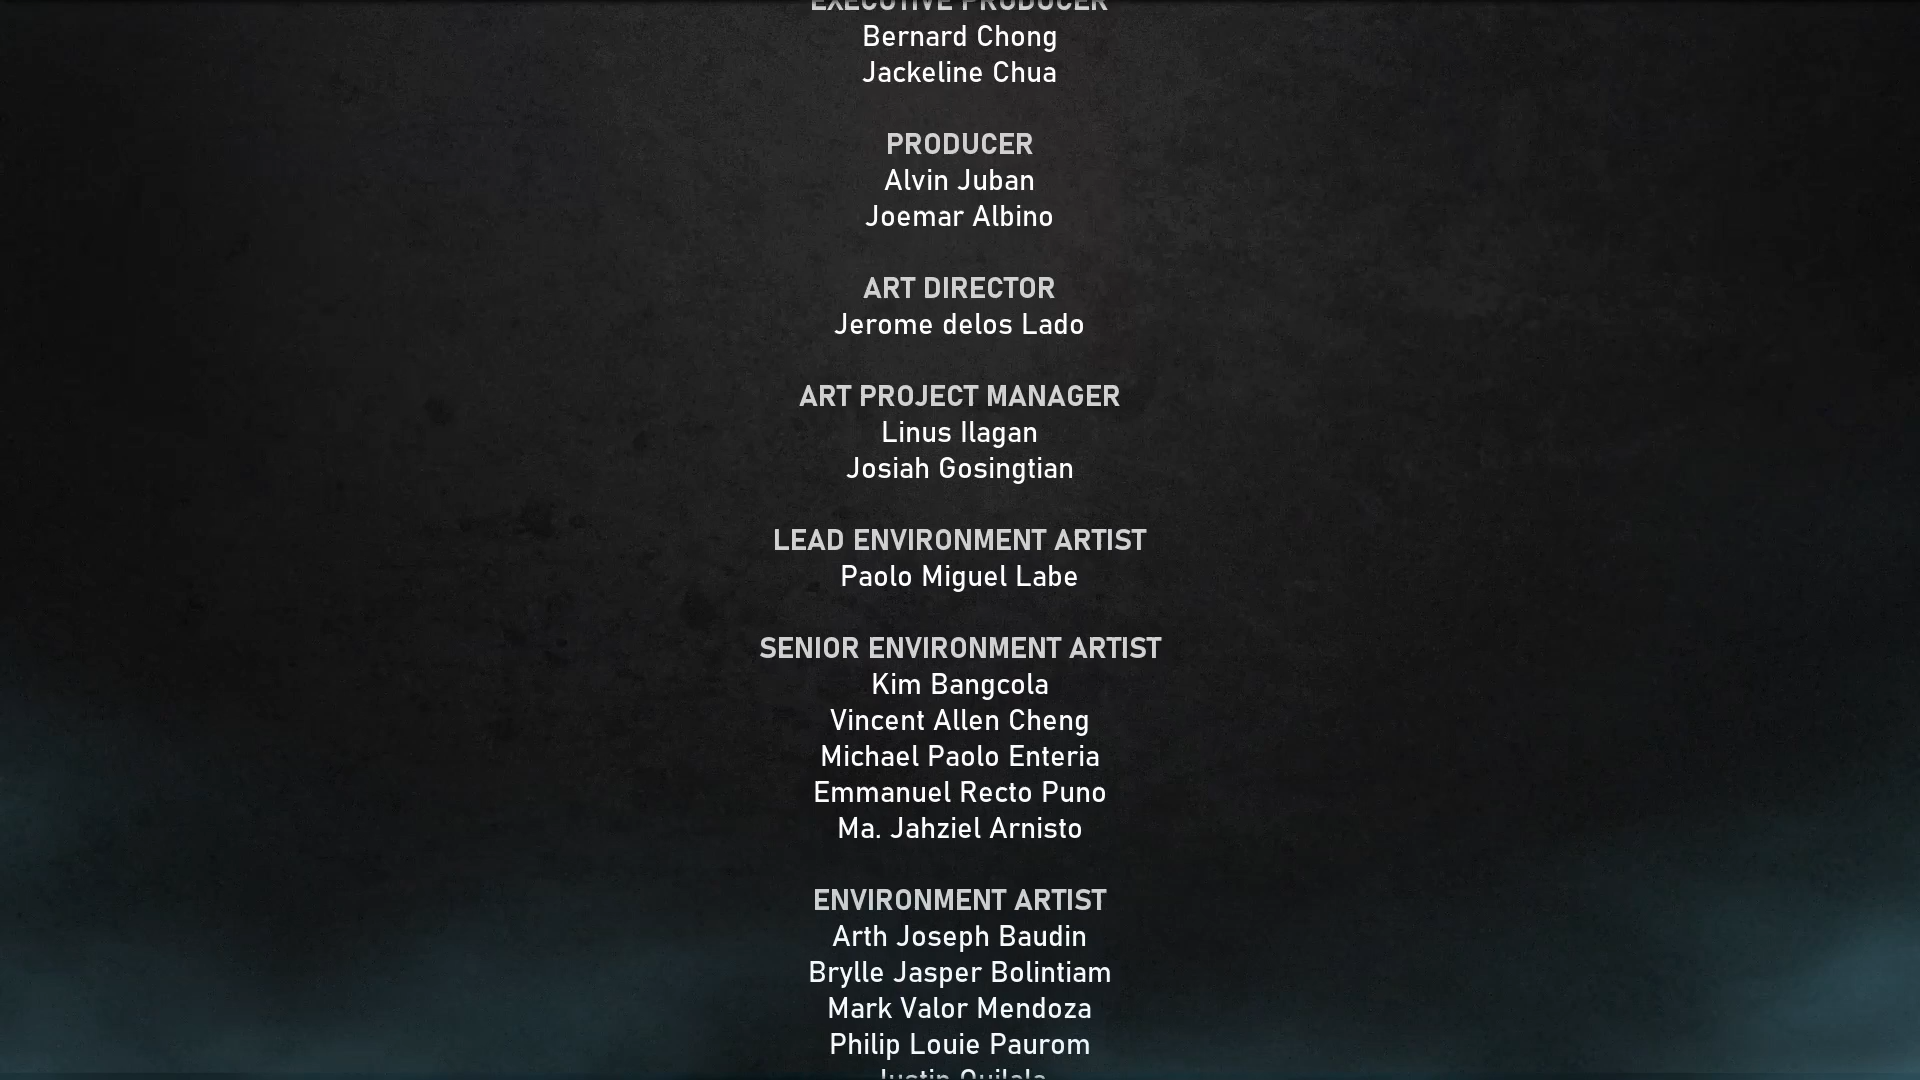 EXECUTIVE PRODUCER
Bernard Chong
Jackeline Chua
PRODUCER
Alvin Juban
Joemar Albino
ART DIRECTOR
Jerome delos Lado
ART PROJECT MANAGER
Linus Ilagan
Josiah Gosingtian
LEAD ENVIRONMENT ARTIST
Paolo Miguel Labe
SENIOR ENVIRONMENT ARTIST
Kim Bangcola
Vincent Allen Cheng
Michael Paolo Enteria
Emmanuel Recto Puno
Ma. Jahziel Arnisto
ENVIRONMENT ARTIST
Arth Joseph Baudin
Brylle Jasper Bolintiam
Mark Valor Mendoza
Philip Louie Paurom
Justin